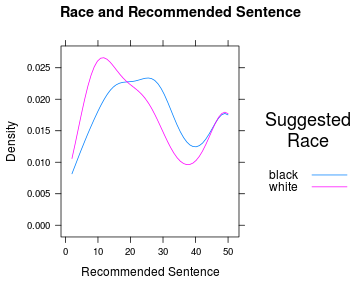 Race and Recommended Sentence
Density
0.025
0.020
0.015
0.010
0.005
0.000
0 10 20 30 40 50
Recommended Sentence
Suggested
Race
black
white